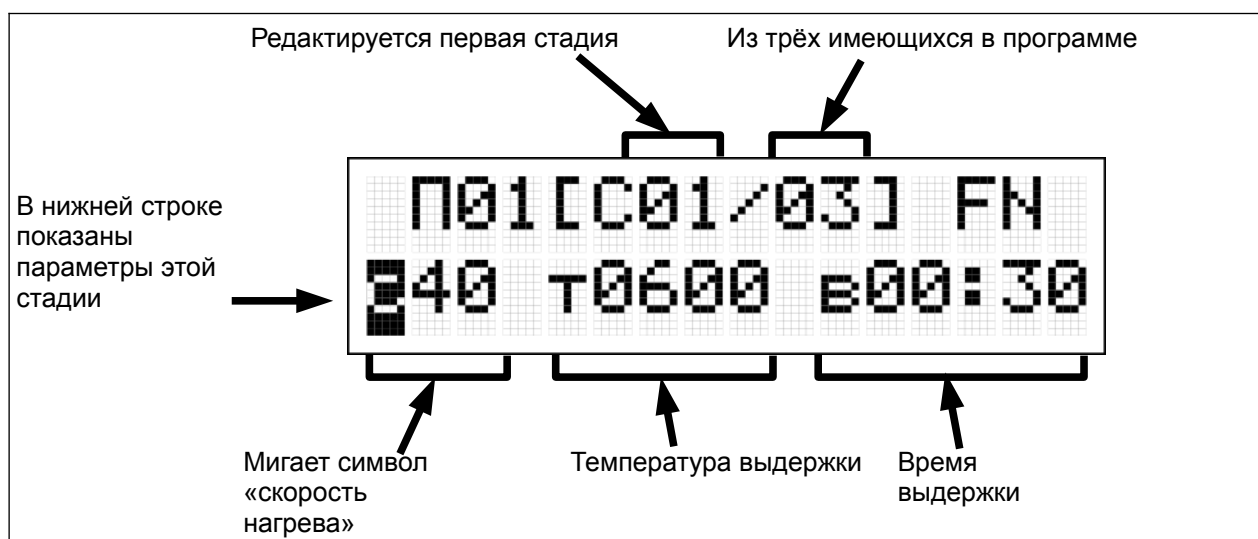 Редактируется первая стадия
Из трёх имеющихся в программе
В нижней строке
показаны
параметры этой
стадии
П01[С01/03] FN
40 т0600 в00:30
Мигает символ
«скорость
нагрева»
Температура выдержки
Время
выдержки